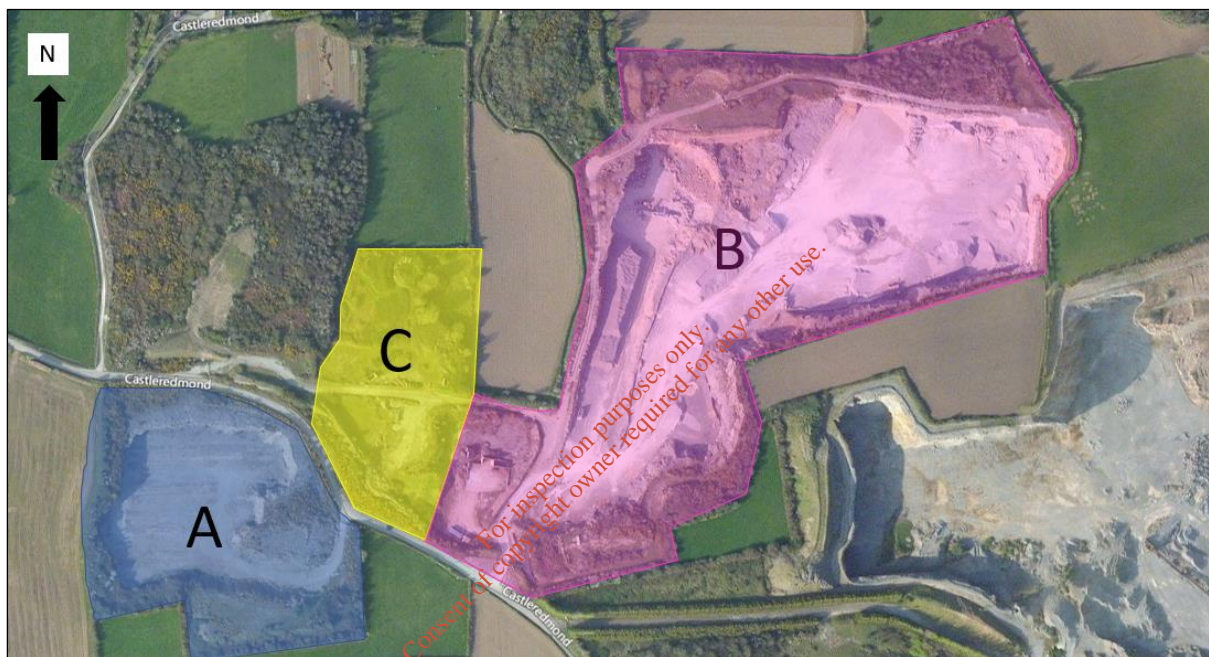 Castleredmond
N
B
C
Castleredmond
A
For inspection purposes only.
Consent of copyright owner required for any other use.
Castleredmond